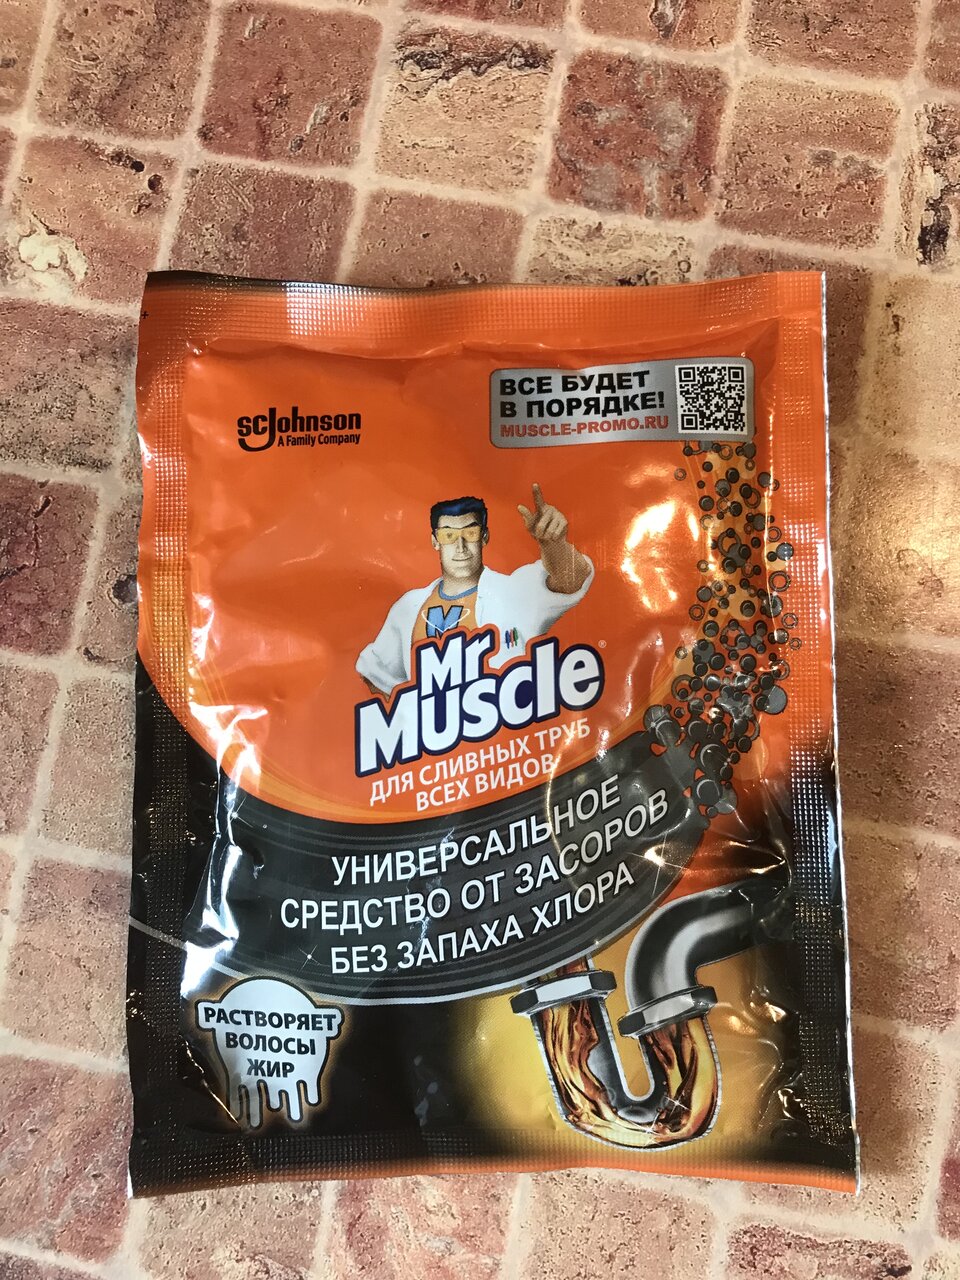 SCJohnson
A Family Company
ВСЕ БУДЕТ
В ПОРЯДКЕ!
MUSCLE-PROMO.RU
M
Mr
Muscle®
ДЛЯ СЛИВНЫХ ТРУБ
ВСЕХ ВИДОВ
УНИВЕРСАЛЬНОЕ
СРЕДСТВО ОТ ЗАСОРОВ
БЕЗ ЗАПАХА ХЛОРА
РАСТВОРЯЕТ
ВОЛОСЫ
ЖИР